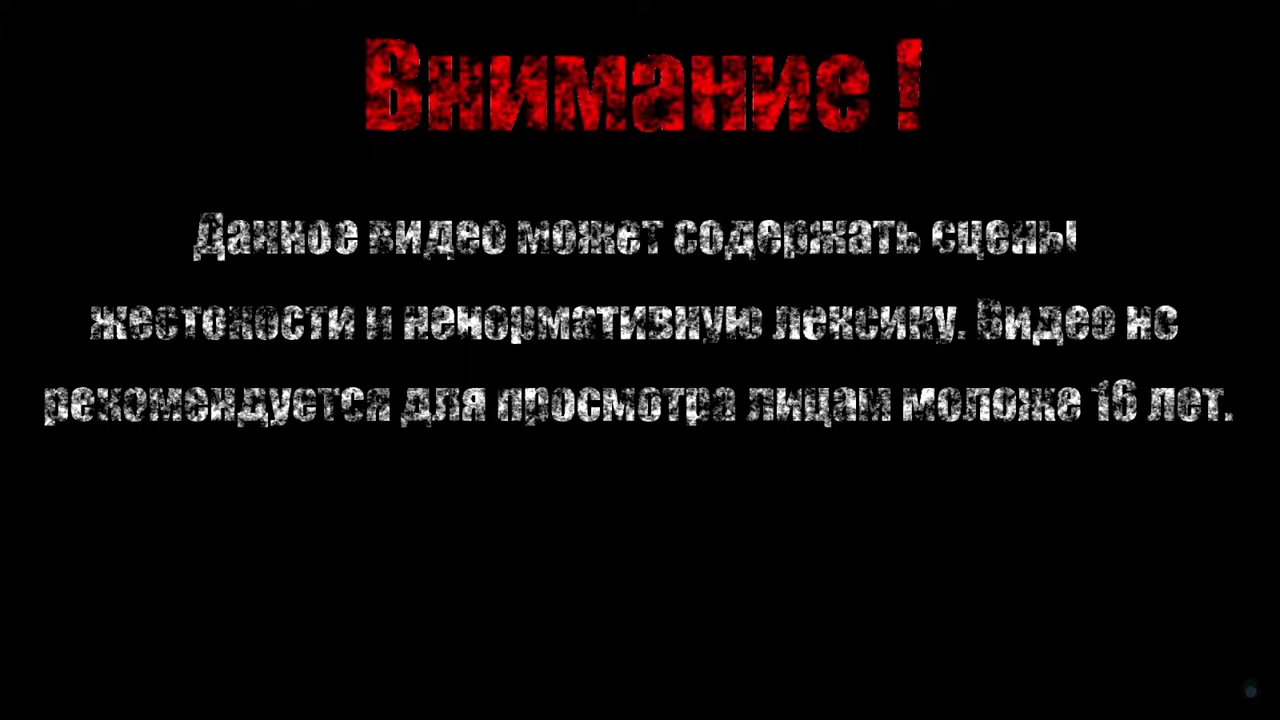 Внимание !
Данное видео может содержать сцены
жестокости и ненормативную лексику. Видео не
рекомендуется для просмотра лицам моложе 16 лет.